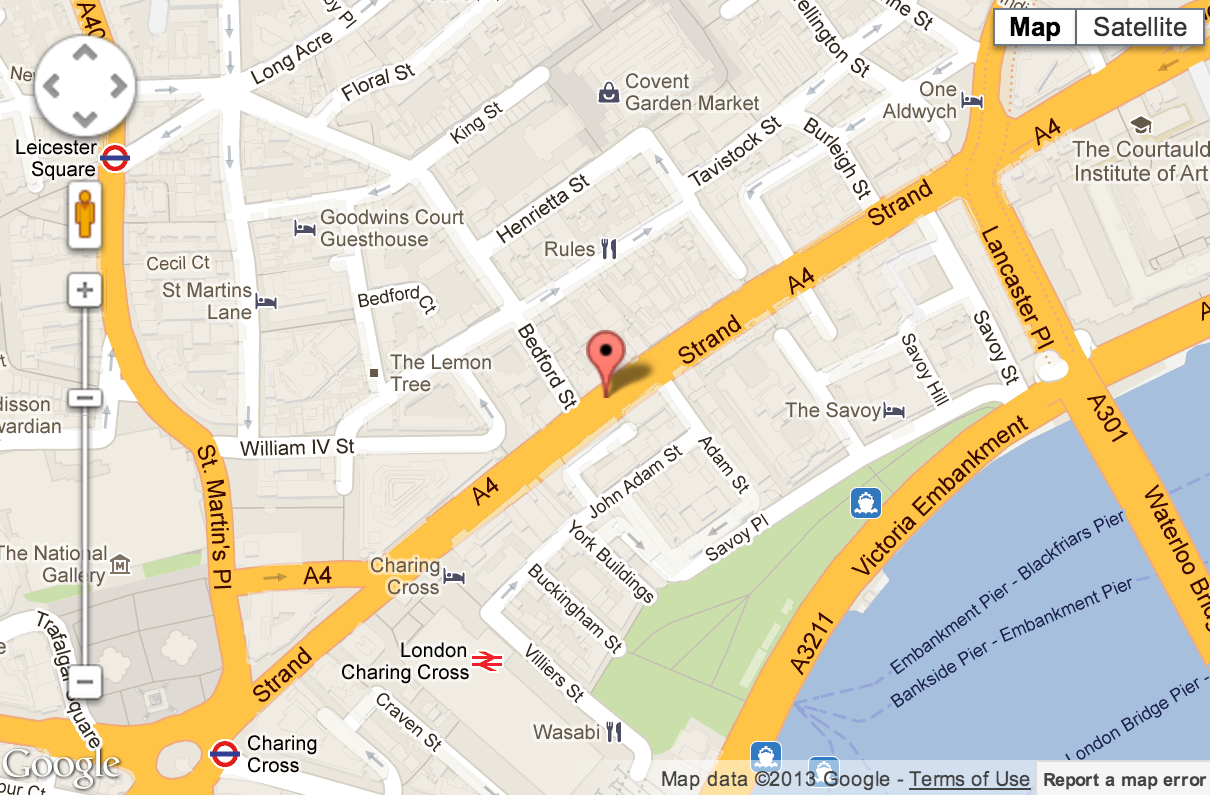 A40
Map
Satellite
Long Acre
Floral St
King St
Covent
Garden Market
Wellington St
One
Aldwych
A4
The Courtauld
Institute of Art
Leicester
Square
Tavistock St
Burleigh St
Henrietta St
Goodwins Court
Guesthouse
Rules
Strand
Lancaster Pl
Cecil Ct
St Martins
Lane
Bedford Ct
A4
Strand
Bedford St
The Lemon
Tree
Savoy St
Savoy Hill
The Savoy
A301
William IV St
St. Martin's Pl
A4
John Adam St
Adam St
Victoria Embankment
Savoy Pl
York Buildings
Waterloo
The National
Gallery
A4
Charing
Cross
Buckingham St
Embankment Pier - Blackfriars Pier
Bankside Pier - Embankment Pier
A3211
Trafalgar Square
Strand
London
Charing Cross
Villiers St
Craven St
Wasabi
London Bridge Pier -
Charing
Cross
Google
Map data ©2013 Google - Terms of Use
Report a map error